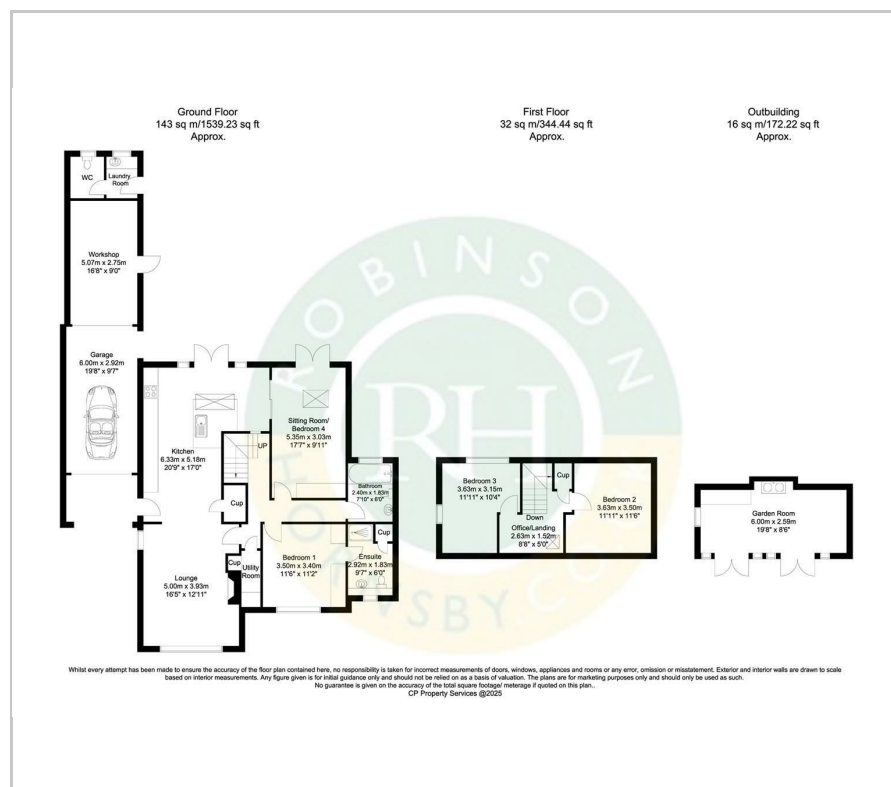 Ground Floor
143 sq m/1539.23 sq ft
Approx.
First Floor
32 sq m/344.44 sq ft
Approx.
Outbuilding
16 sq m/172.22 sq ft
Approx.
WC
Laundry
Room
Workshop
5.07m x 2.75m
16'8" x 9'0"
Garage
6.00m x 2.92m
19'8" x 9'7"
Kitchen
6.33m x 5.18m
20'9" x 17'0"
UP
Sitting Room/
Bedroom 4
5.35m x 3.03m
17'7" x 9'11"
Bathroom
2.40m x 1.83m
7'10" x 6'0"
Cup
Cup
Lounge
5.00m x 3.93m
16'5" x 12'11"
Cup
Utility
Room
Bedroom 1
3.50m x 3.40m
11'6" x 11'2"
Ensuite
2.92m x 1.83m
9'7" x 6'0"
Bedroom 3
3.63m x 3.15m
11'11" x 10'4"
Cup
Down
Office/Landing
2.63m x 1.52m
8'8" x 5'0"
Bedroom 2
3.63m x 3.50m
11'11" x 11'6"
Garden Room
6.00m x 2.59m
19'8" x 8'6"
ROBINSON
RH
HORNSBY CO
Whilst every attempt has been made to ensure the accuracy of the floor plan contained here, no responsibility is taken for incorrect measurements of doors, windows, appliances and rooms or any error, omission or misstatement. Exterior and interior walls are drawn to scale
based on interior measurements. Any figure given is for initial guidance only and should not be relied on as a basis of valuation. The plans are for marketing purposes only and should only be used as such.
No guarantee is given on the accuracy of the total square footage/ meterage if quoted on this plan..
CP Property Services @2025